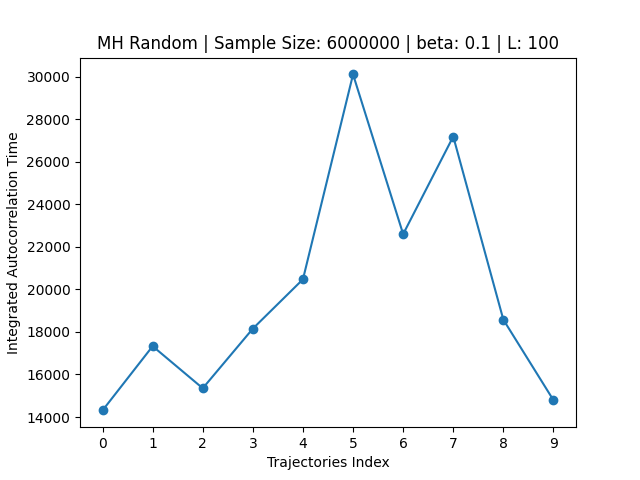 MH Random | Sample Size: 6000000 | beta: 0.1 | L: 100
30000
28000
26000
24000
22000
20000
18000
16000
14000
Integrated Autocorrelation Time
0 1 2 3 4 5 6 7 8 9
Trajectories Index